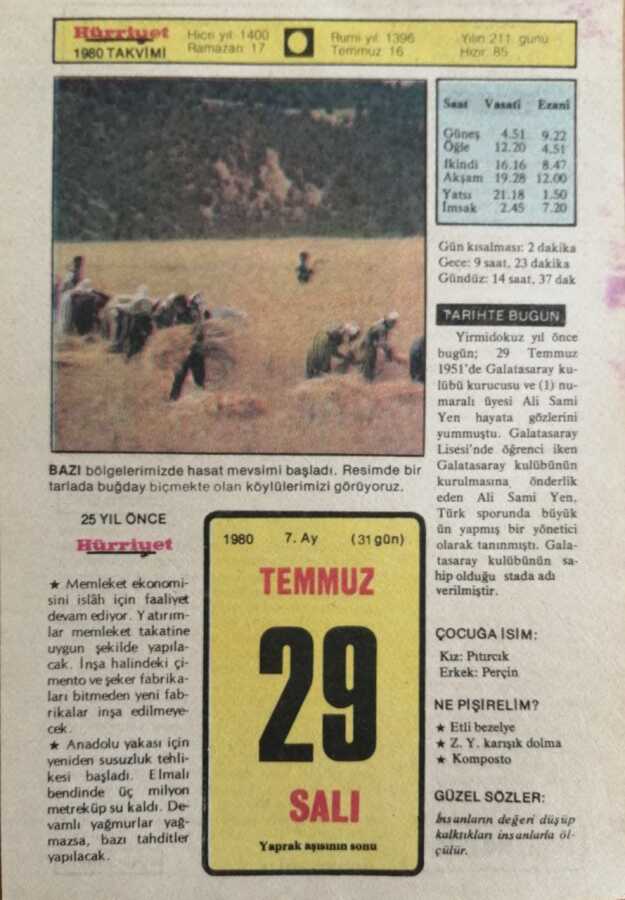 Hürriyet
1980 TAKVİMİ
Hicri yıl 1400
Ramazan 17
Rumi yıl 1396
Temmuz 16
Yılın 211. günü
Hızır 85
Saat Vasatî Ezanî
Güneş 4.51 9.22
Öğle 12.20 4.51
İkindi 16.16 8.47
Akşam 19.28 12.00
Yatsı 21.18 1.50
İmsak 2.45 7.20
Gün kısalması: 2 dakika
Gece: 9 saat, 23 dakika
Gündüz: 14 saat, 37 dak
BAZI bölgelerimizde hasat mevsimi başladı. Resimde bir
tarlada buğday biçmekte olan köylülerimizi görüyoruz.
TARİHTE BUGÜN
Yirmidokuz yıl önce
bugün; 29 Temmuz
1951'de Galatasaray ku-
lübü kurucusu ve (1) nu-
maralı üyesi Ali Sami
Yen hayata gözlerini
yummuştu. Galatasaray
Lisesi'nde öğrenci iken
Galatasaray kulübünün
kurulmasına önderlik
eden Ali Sami Yen,
Türk sporunda büyük
ün yapmış bir yönetici
olarak tanınmıştı. Gala-
tasaray kulübünün sa-
hip olduğu stada adı
verilmiştir.
25 YIL ÖNCE
Hürriyet
★ Memleket ekonomi-
sini islâh için faaliyet
devam ediyor. Yatırım-
lar memleket takatine
uygun şekilde yapıla-
cak. İnşa halindeki çi-
mento ve şeker fabrika-
ları bitmeden yeni fab-
rikalar inşa edilmeye-
cek.
★ Anadolu yakası için
yeniden susuzluk tehli-
kesi başladı. Elmalı
bendinde üç milyon
metreküp su kaldı. De-
vamlı yağmurlar yağ-
mazsa, bazı tahditler
yapılacak.
1980 7. Ay (31 gün)
TEMMUZ
29
SALI
Yaprak aşısının sonu
ÇOCUĞA İSİM:
Kız: Pıtırcık
Erkek: Perçin
NE PİŞİRELİM?
★ Etli bezelye
★ Z. Y. karışık dolma
★ Komposto
GÜZEL SÖZLER:
İnsanların değeri düşüp
kalktıkları insanlarla öl-
çülür.